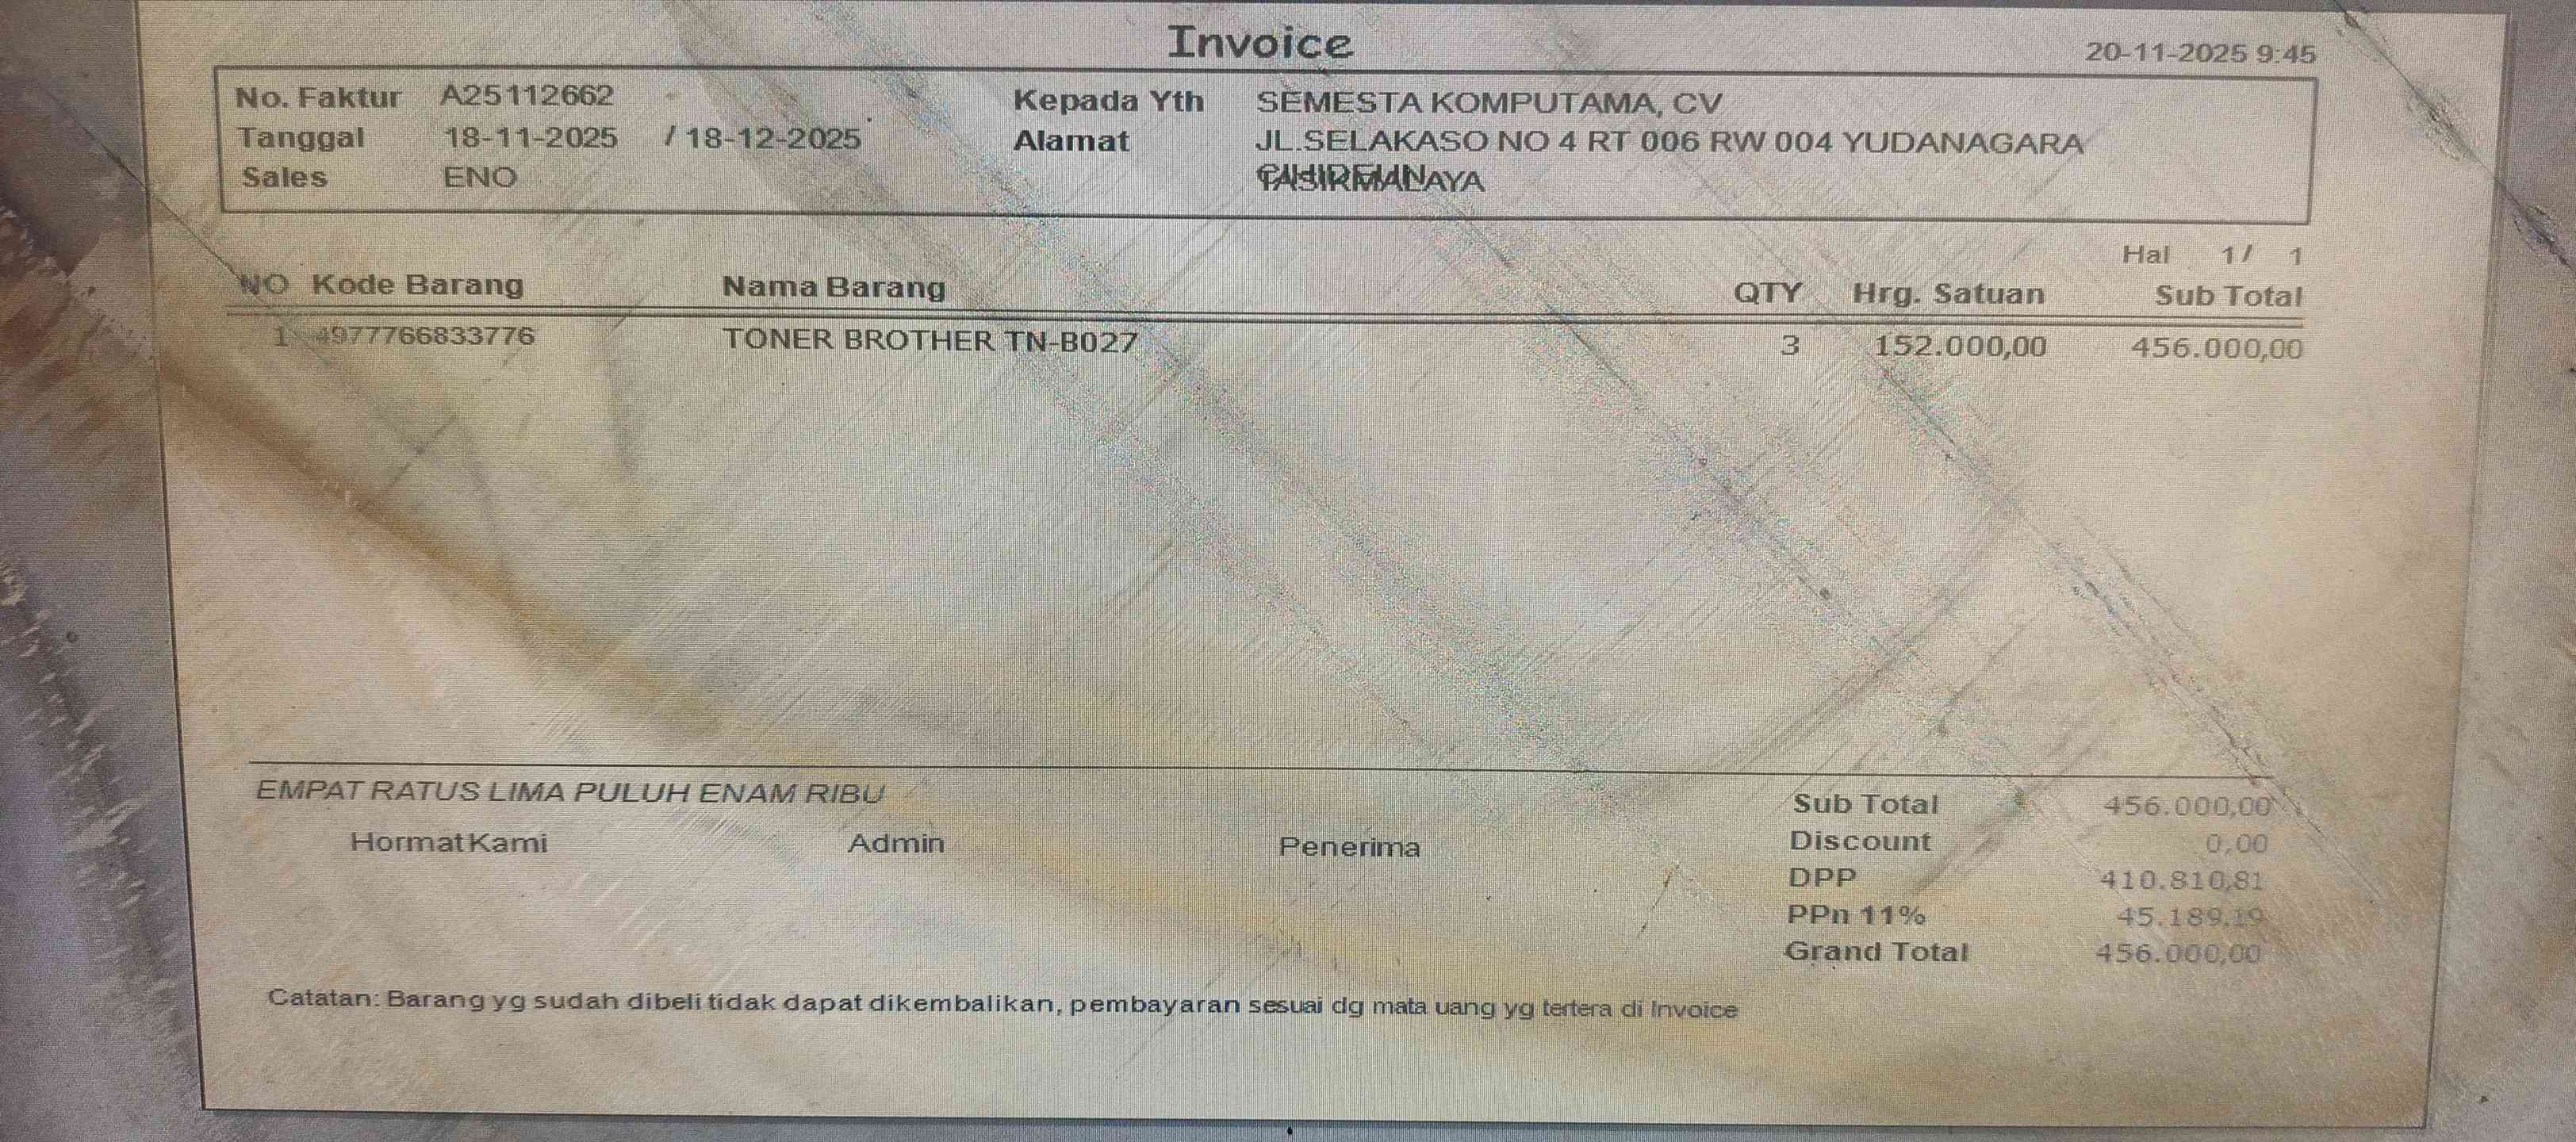 Invoice
20-11-2025 9:45
No. Faktur A25112662 Kepada Yth SEMESTA KOMPUTAMA, CV
Tanggal 18-11-2025 / 18-12-2025 Alamat JL.SELAKASO NO 4 RT 006 RW 004 YUDANAGARA
Sales ENO
Hal 1/ 1
NO Kode Barang Nama Barang QTY Hrg. Satuan Sub Total
1 4977766833776 TONER BROTHER TN-B027 3 152.000,00 456.000,00
EMPAT RATUS LIMA PULUH ENAM RIBU
Hormat Kami Admin Penerima
Sub Total 456.000,00
Discount 0,00
DPP 410.810,81
PPn 11% 45.189,19
Grand Total 456.000,00
Catatan: Barang yg sudah dibeli tidak dapat dikembalikan, pembayaran sesuai dg mata uang yg tertera di Invoice